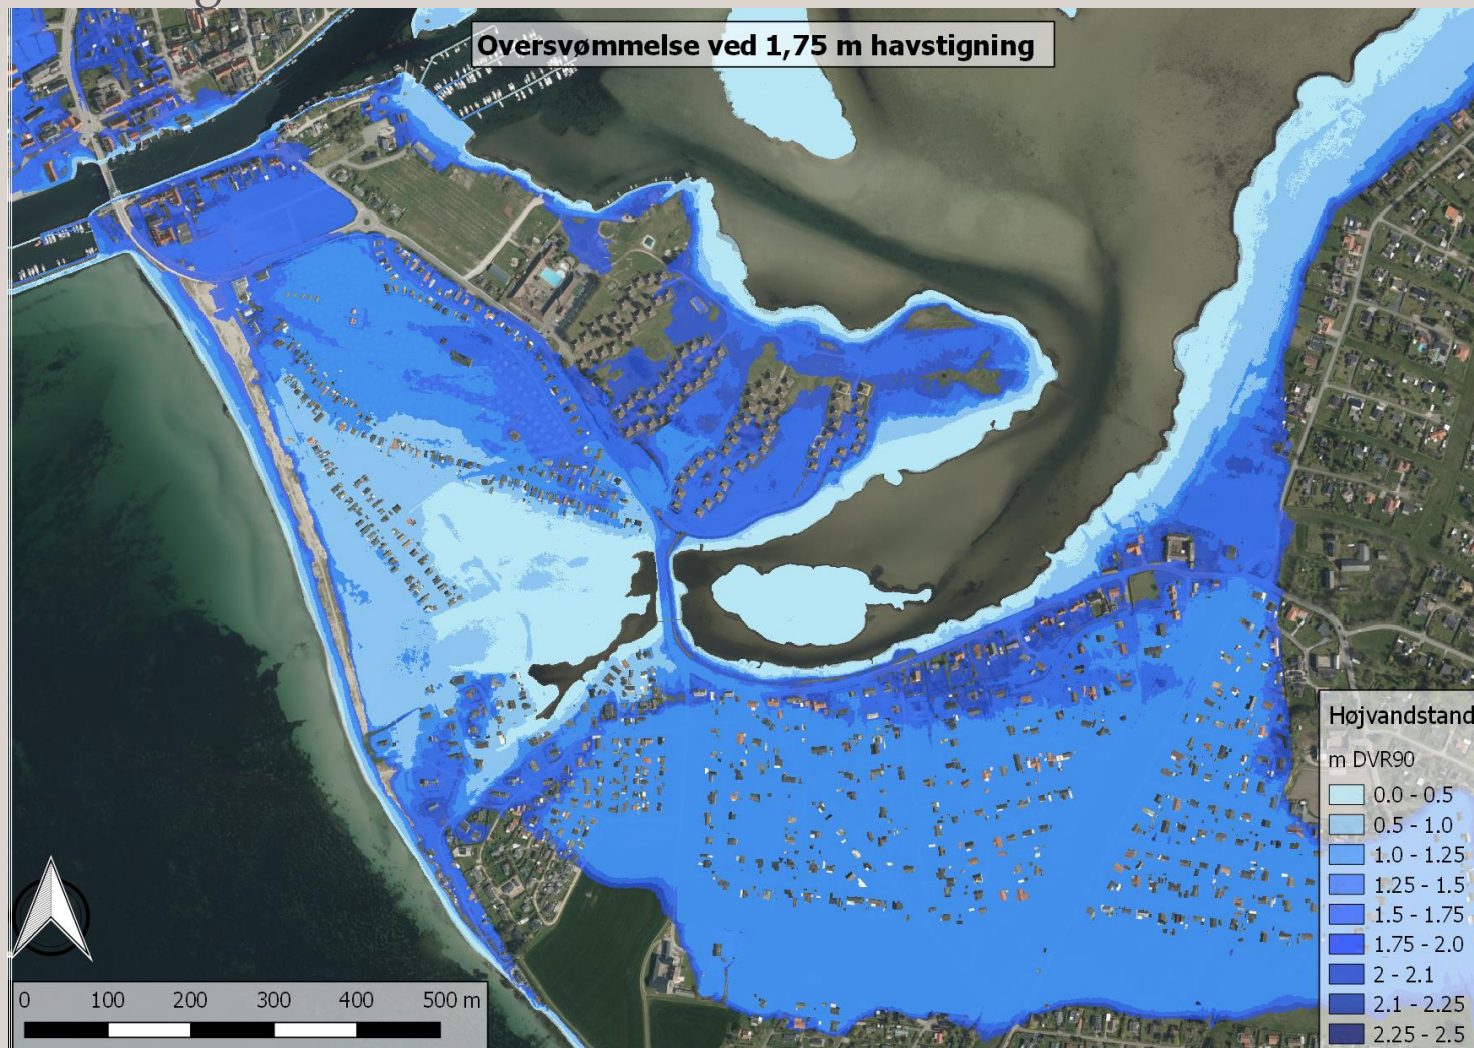 Oversvømmelse ved 1,75 m havstigning
Højvandstand
m DVR90
0.0 - 0.5
0.5 - 1.0
1.0 - 1.25
1.25 - 1.5
1.5 - 1.75
1.75 - 2.0
2 - 2.1
2.1 - 2.25
2.25 - 2.5
0 100 200 300 400 500 m